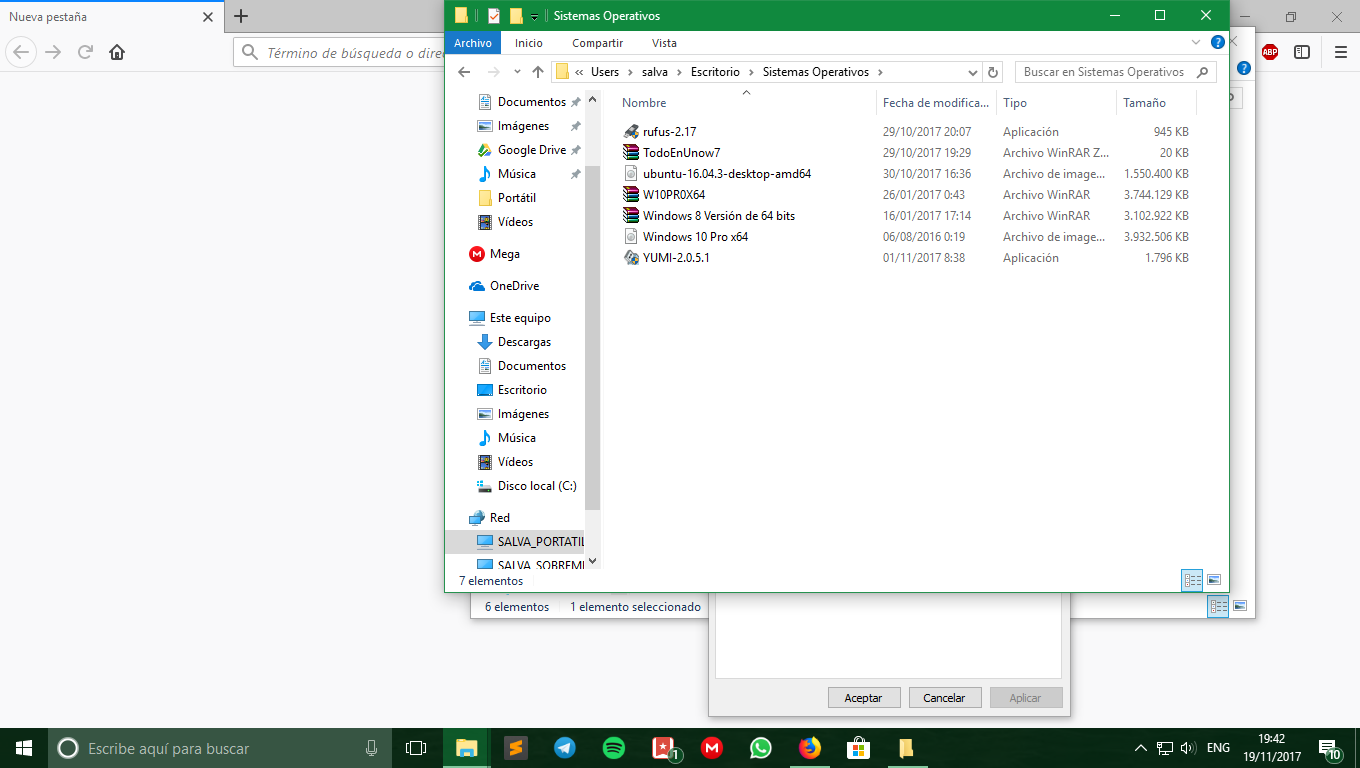 Nueva pestaña
Término de búsqueda o direc
ABP
Sistemas Operativos
Archivo
Inicio
Compartir
Vista
« Users > salva > Escritorio > Sistemas Operativos >
Buscar en Sistemas Operativos
Documentos
Imágenes
Google Drive
Música
Portátil
Vídeos
Mega
OneDrive
Este equipo
Descargas
Documentos
Escritorio
Imágenes
Música
Vídeos
Disco local (C:)
Red
SALVA_PORTATIL
SALVA_SOBREM
Nombre Fecha de modifica... Tipo Tamaño
rufus-2.17 29/10/2017 20:07 Aplicación 945 KB
TodoEnUnow7 29/10/2017 19:29 Archivo WinRAR Z... 20 KB
ubuntu-16.04.3-desktop-amd64 30/10/2017 16:36 Archivo de image... 1.550.400 KB
W10PR0X64 26/01/2017 0:43 Archivo WinRAR 3.744.129 KB
Windows 8 Versión de 64 bits 16/01/2017 17:14 Archivo WinRAR 3.102.922 KB
Windows 10 Pro x64 06/08/2016 0:19 Archivo de image... 3.932.506 KB
YUMI-2.0.5.1 01/11/2017 8:38 Aplicación 1.796 KB
7 elementos
6 elementos 1 elemento seleccionado
Aceptar Cancelar Aplicar
Escribe aquí para buscar
1
ENG
19:42
19/11/2017
10